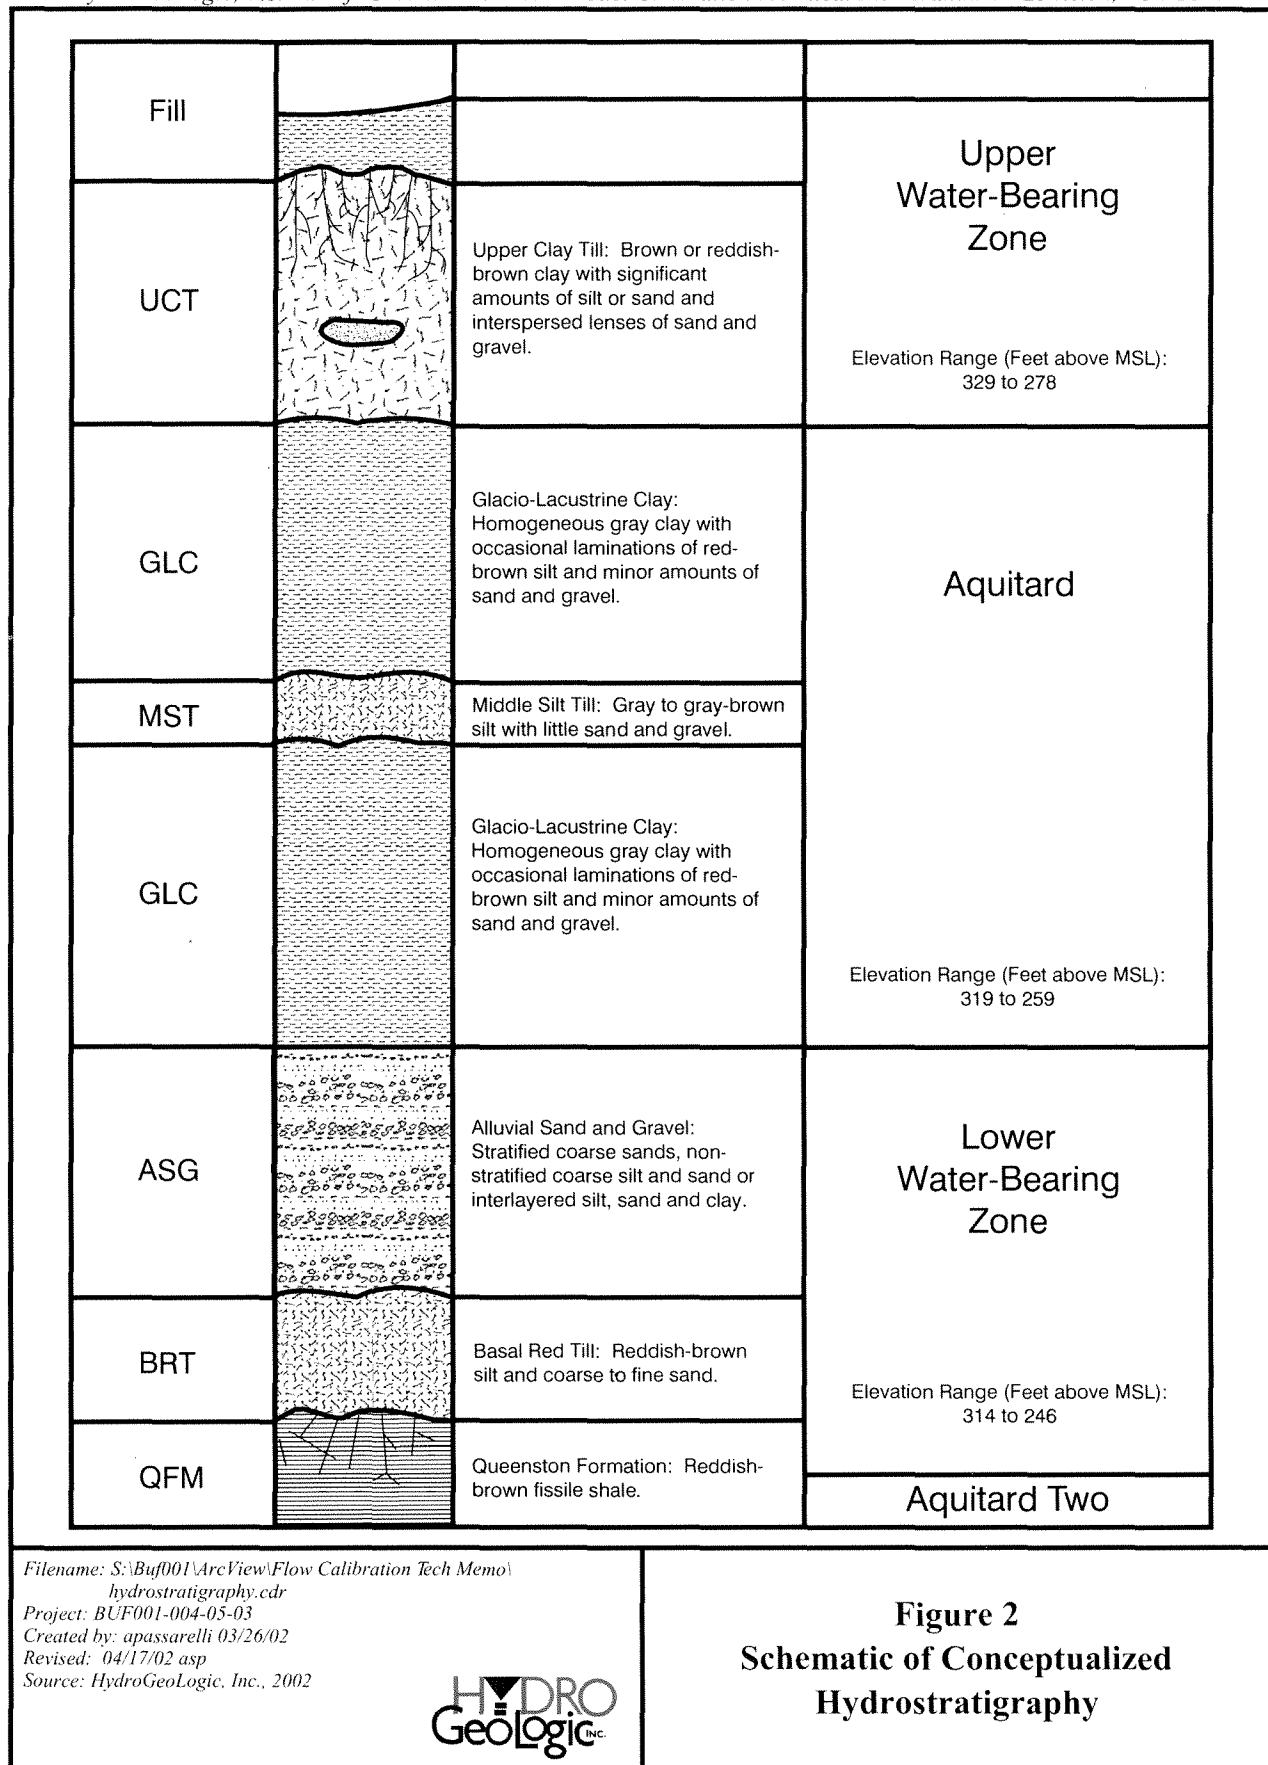 Fill
Upper
Water-Bearing
Zone
UCT
Upper Clay Till: Brown or reddish-
brown clay with significant
amounts of silt or sand and
interspersed lenses of sand and
gravel.
Elevation Range (Feet above MSL):
329 to 278
GLC
Glacio-Lacustrine Clay:
Homogeneous gray clay with
occasional laminations of red-
brown silt and minor amounts of
sand and gravel.
Aquitard
MST
Middle Silt Till: Gray to gray-brown
silt with little sand and gravel.
GLC
Glacio-Lacustrine Clay:
Homogeneous gray clay with
occasional laminations of red-
brown silt and minor amounts of
sand and gravel.
Elevation Range (Feet above MSL):
319 to 259
ASG
Alluvial Sand and Gravel:
Stratified coarse sands, non-
stratified coarse silt and sand or
interlayered silt, sand and clay.
Lower
Water-Bearing
Zone
BRT
Basal Red Till: Reddish-brown
silt and coarse to fine sand.
Elevation Range (Feet above MSL):
314 to 246
QFM
Queenston Formation: Reddish-
brown fissile shale.
Aquitard Two
Filename: S:\Buf001\ArcView\Flow Calibration Tech Memo\
hydrostratigraphy.cdr
Project: BUF001-004-05-03
Created by: apassarelli 03/26/02
Revised: 04/17/02 asp
Source: HydroGeoLogic, Inc., 2002
HYDRO
GeoLogic INC.
Figure 2
Schematic of Conceptualized
Hydrostratigraphy